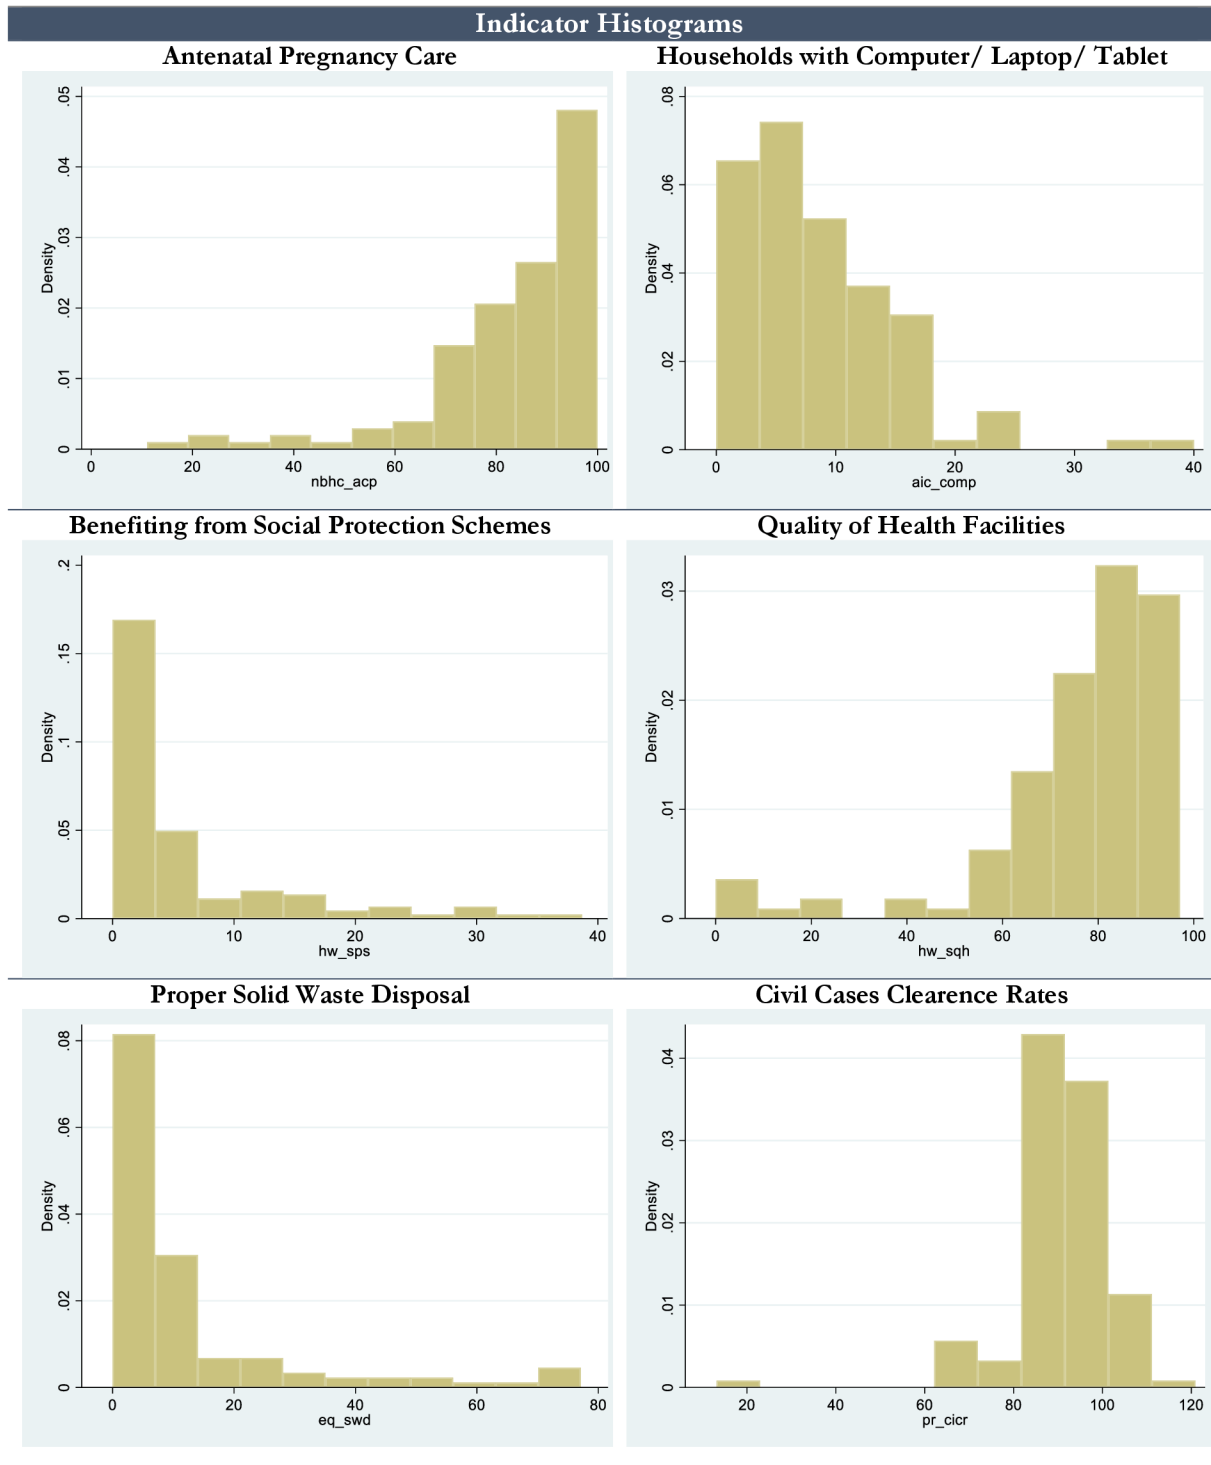 Indicator Histograms
Antenatal Pregnancy Care
Households with Computer/ Laptop/ Tablet
.05
.04
.03
.02
.01
0
Density
0 20 40 60 80 100
nbhc_acp
.08
.06
.04
.02
0
Density
0 10 20 30 40
aic_comp
Benefiting from Social Protection Schemes
Quality of Health Facilities
.2
.15
.1
.05
0
Density
0 10 20 30 40
hw_sps
.03
.02
.01
0
Density
0 20 40 60 80 100
hw_sqh
Proper Solid Waste Disposal
Civil Cases Clearence Rates
.08
.06
.04
.02
0
Density
0 20 40 60 80
eq_swd
.04
.03
.02
.01
0
Density
20 40 60 80 100 120
pr_cicr